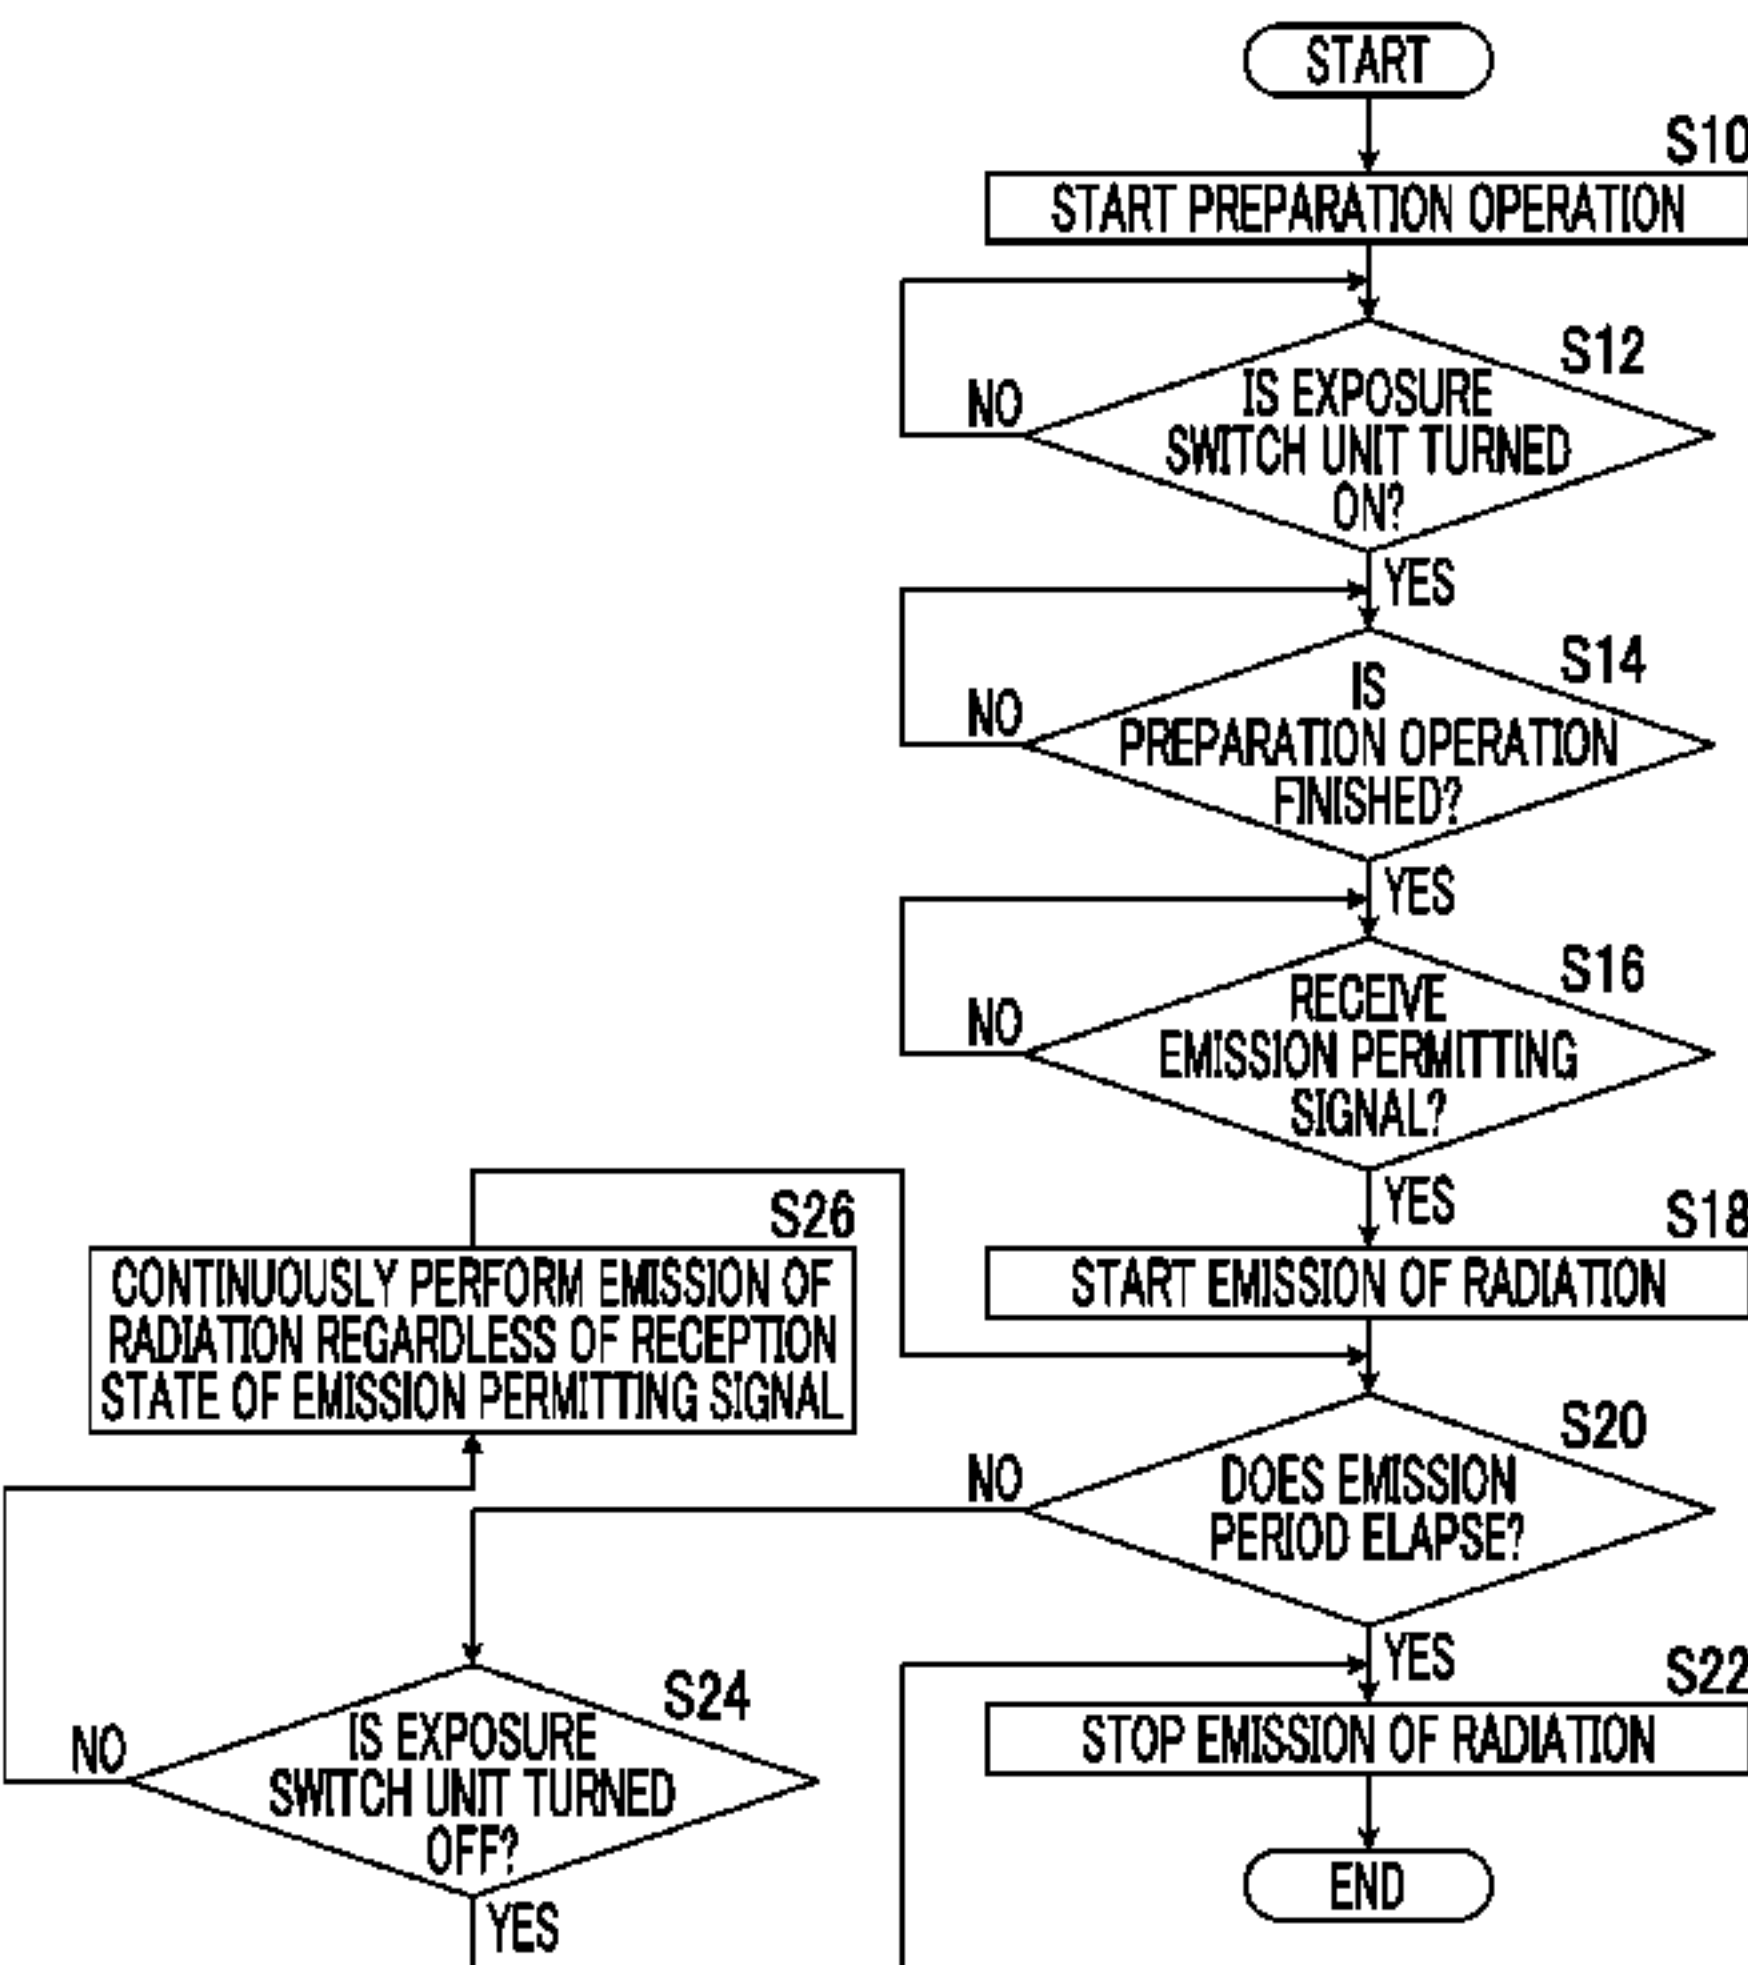 START
S10
START PREPARATION OPERATION
S12
IS EXPOSURE
SWITCH UNIT TURNED
ON?
NO
YES
S14
IS
PREPARATION OPERATION
FINISHED?
NO
YES
S16
RECEIVE
EMISSION PERMITTING
SIGNAL?
NO
YES
S18
START EMISSION OF RADIATION
S26
CONTINUOUSLY PERFORM EMISSION OF
RADIATION REGARDLESS OF RECEPTION
STATE OF EMISSION PERMITTING SIGNAL
S20
DOES EMISSION
PERIOD ELAPSE?
NO
YES
S24
IS EXPOSURE
SWITCH UNIT TURNED
OFF?
NO
YES
S22
STOP EMISSION OF RADIATION
END